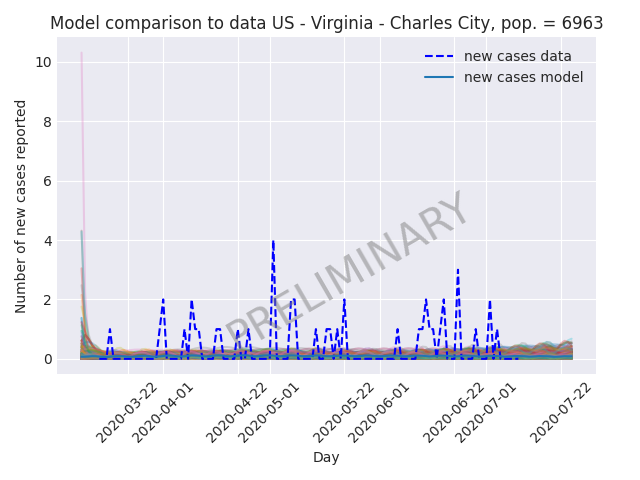 Model comparison to data US - Virginia - Charles City, pop. = 6963
new cases data
new cases model
Number of new cases reported
10
8
6
4
2
0
PRELIMINARY
2020-03-22
2020-04-01
2020-04-22
2020-05-01
2020-05-22
2020-06-01
2020-06-22
2020-07-01
2020-07-22
Day